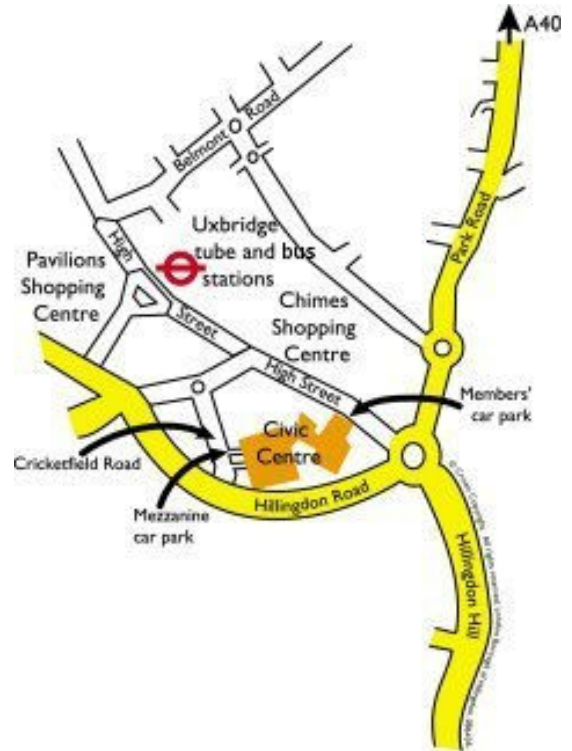 A40
Belmont Road
Park Road
High
Street
Uxbridge
tube and bus
stations
Pavilions
Shopping
Centre
Chimes
Shopping
Centre
High Street
Members'
car park
Civic
Centre
Cricketfield Road
Mezzanine
car park
Hillingdon Road
Hillingdon Hill